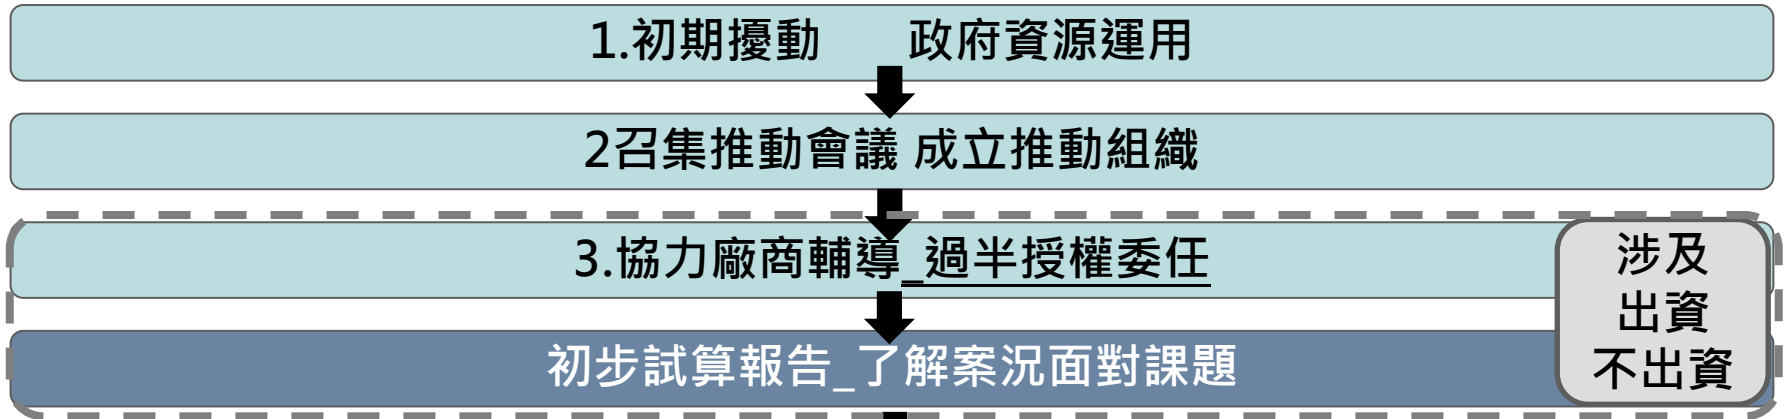 1.初期擾動 政府資源運用
2召集推動會議 成立推動組織
3.協力廠商輔導_過半授權委任
初步試算報告_了解案況面對課題
涉及
出資
不出資